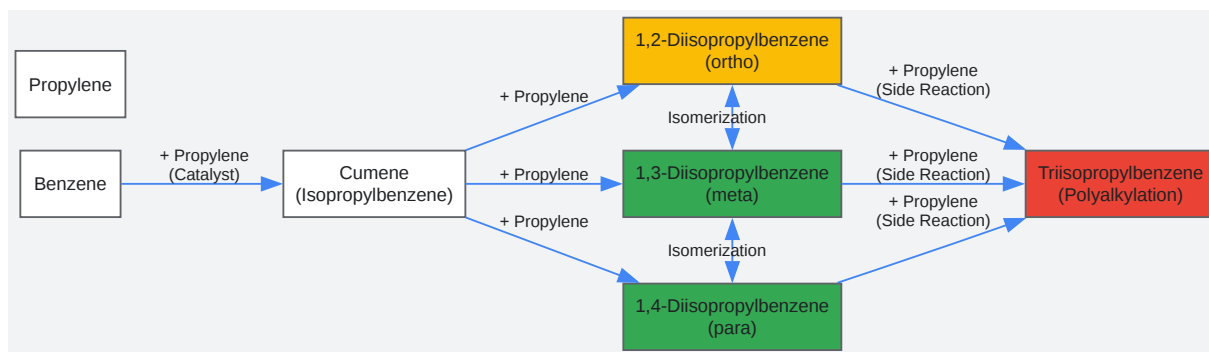 Propylene
Benzene
+ Propylene
(Catalyst)
Cumene
(Isopropylbenzene)
+ Propylene
+ Propylene
+ Propylene
1,2-Diisopropylbenzene
(ortho)
Isomerization
1,3-Diisopropylbenzene
(meta)
Isomerization
1,4-Diisopropylbenzene
(para)
+ Propylene
(Side Reaction)
+ Propylene
(Side Reaction)
+ Propylene
(Side Reaction)
Triisopropylbenzene
(Polyalkylation)